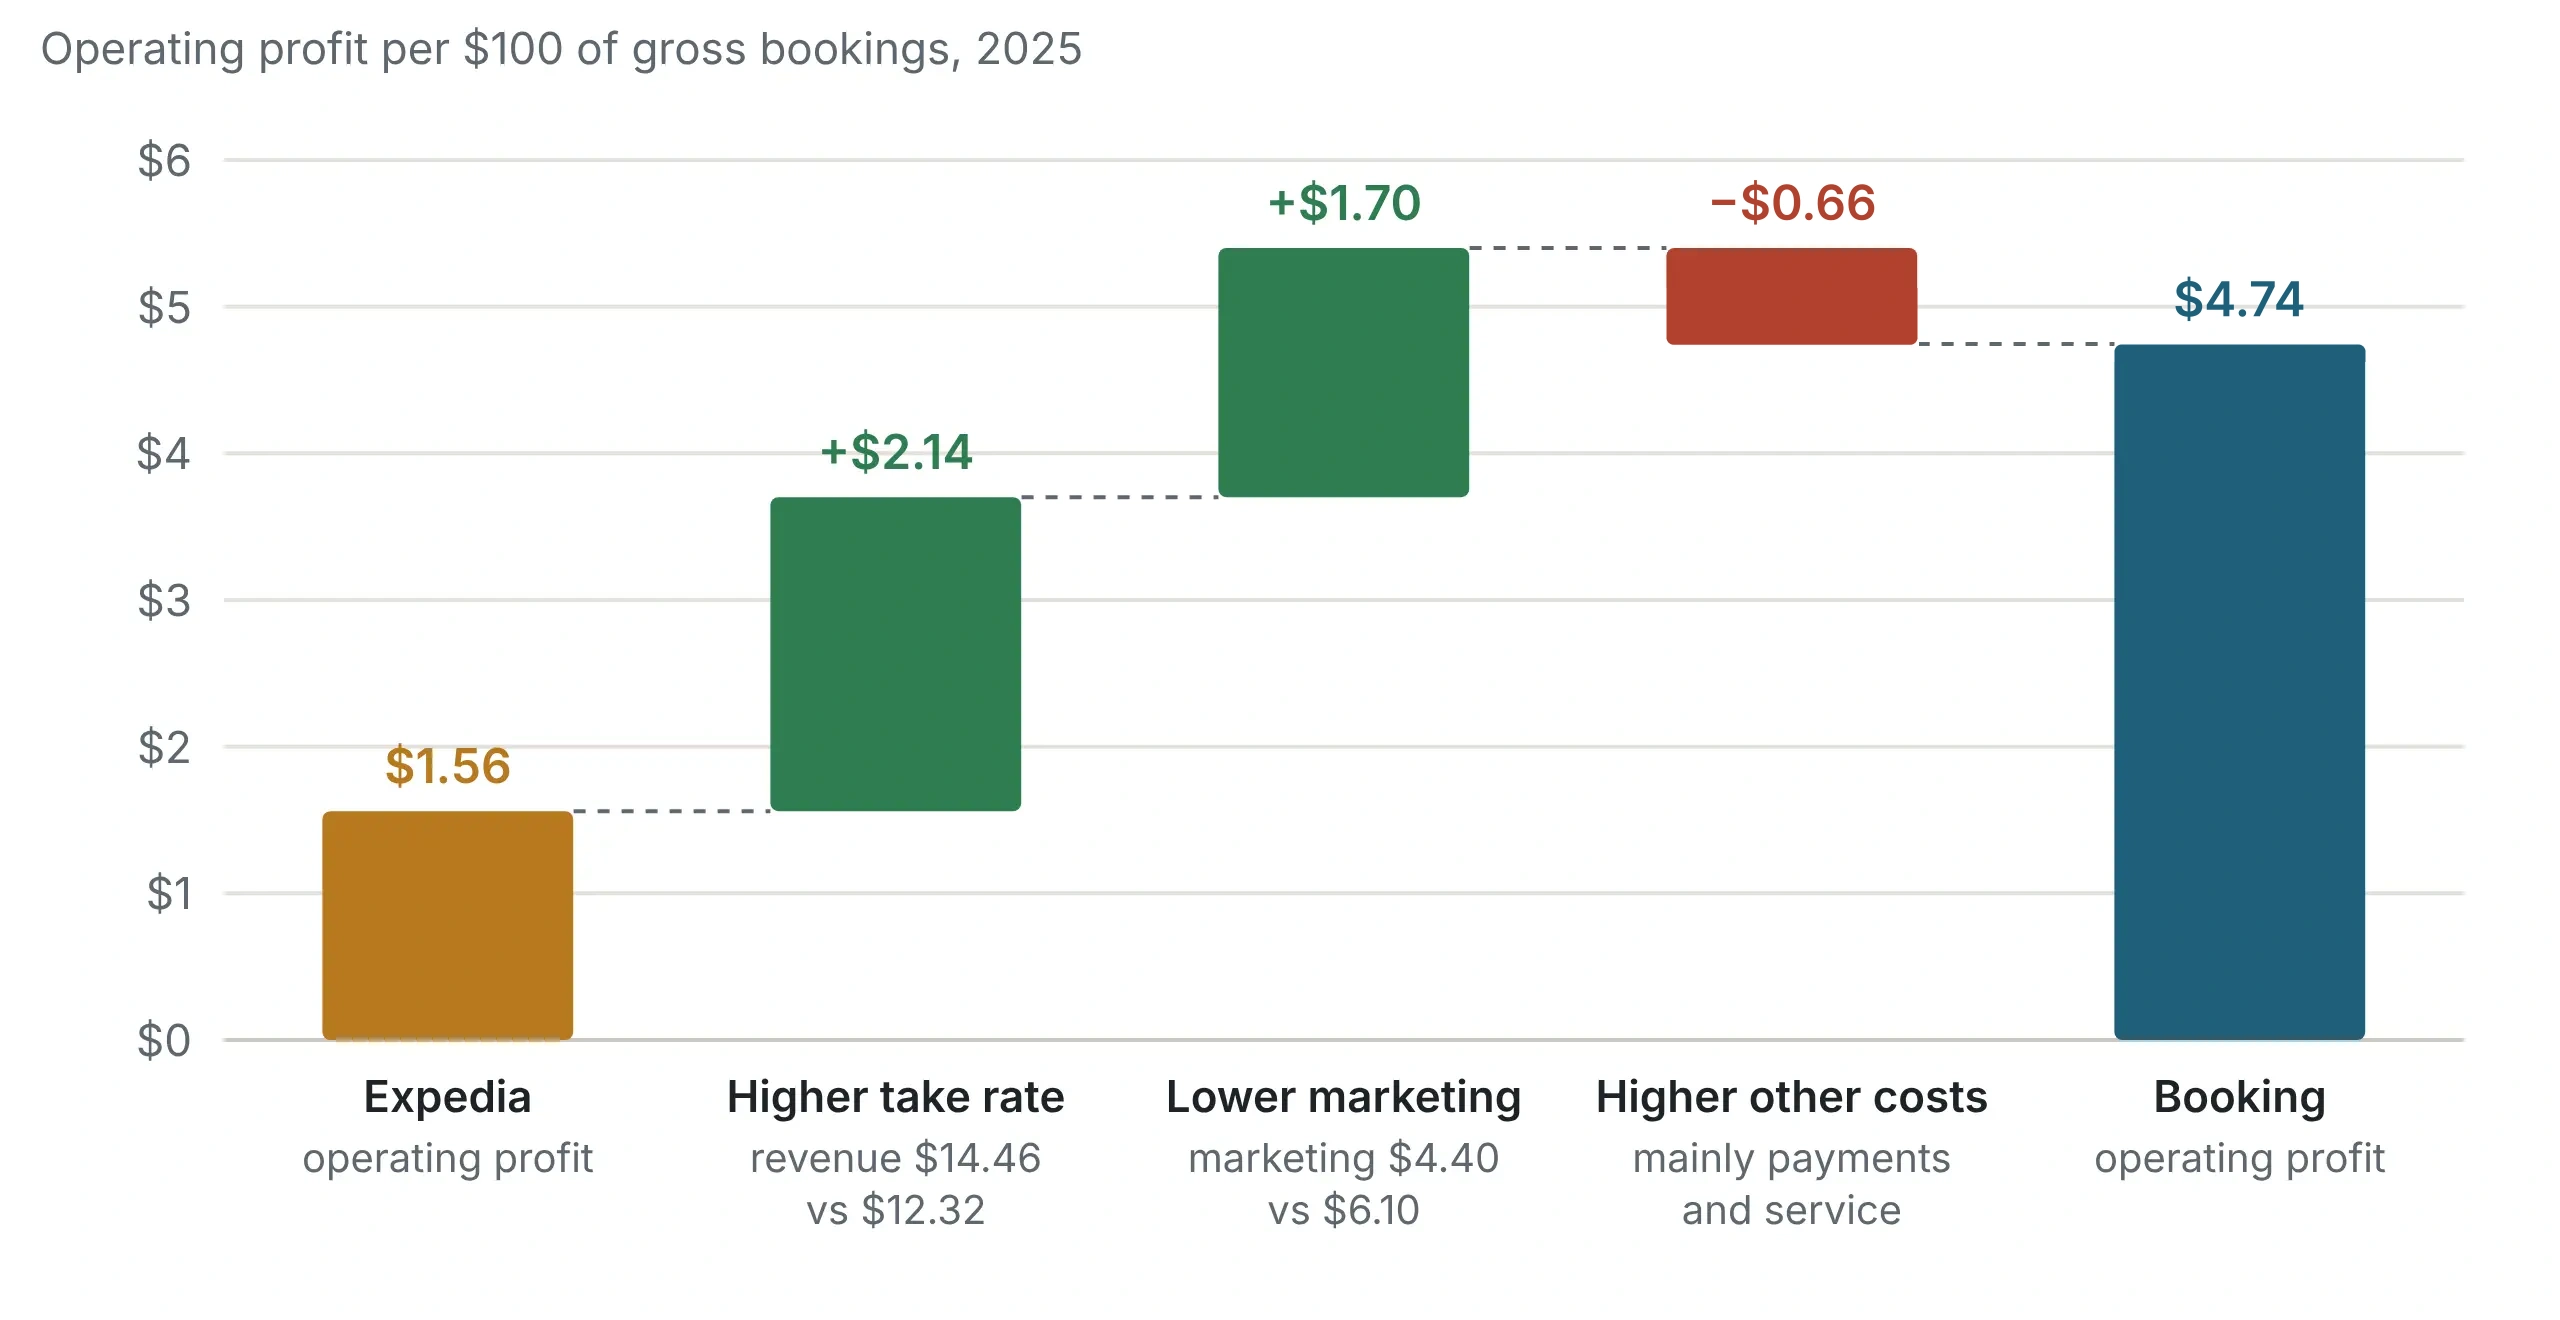 Operating profit per $100 of gross bookings, 2025
$6
$5
$4
$3
$2
$1
$0
$1.56
+$2.14
+$1.70
−$0.66
$4.74
Expedia
operating profit
Higher take rate
revenue $14.46
vs $12.32
Lower marketing
marketing $4.40
vs $6.10
Higher other costs
mainly payments
and service
Booking
operating profit